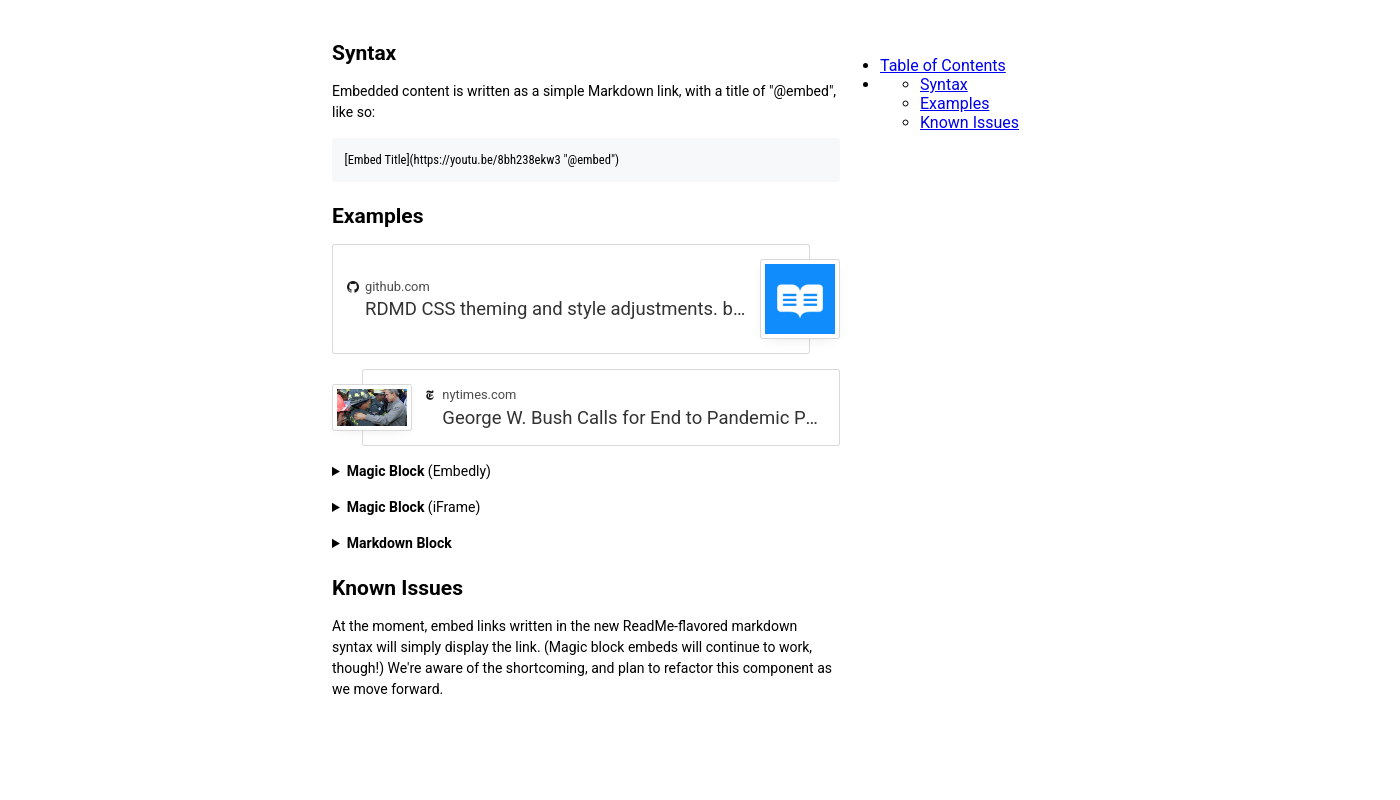 Syntax
Embedded content is written as a simple Markdown link, with a title of "@embed",
like so:
[Embed Title](https://youtu.be/8bh238ekw3 "@embed")
Examples
github.com
RDMD CSS theming and style adjustments. b…
nytimes.com
George W. Bush Calls for End to Pandemic P…
Magic Block (Embedly)
Magic Block (iFrame)
Markdown Block
Known Issues
At the moment, embed links written in the new ReadMe-flavored markdown
syntax will simply display the link. (Magic block embeds will continue to work,
though!) We're aware of the shortcoming, and plan to refactor this component as
we move forward.
Table of Contents
Syntax
Examples
Known Issues